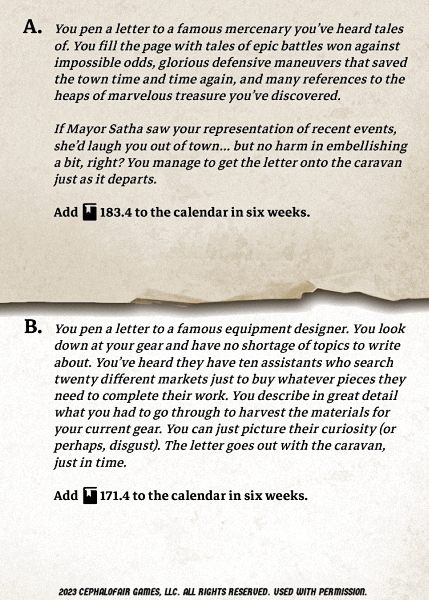 A. You pen a letter to a famous mercenary you've heard tales
of. You fill the page with tales of epic battles won against
impossible odds, glorious defensive maneuvers that saved
the town time and time again, and many references to the
heaps of marvelous treasure you've discovered.
If Mayor Satha saw your representation of recent events,
she'd laugh you out of town... but no harm in embellishing
a bit, right? You manage to get the letter onto the caravan
just as it departs.
Add 183.4 to the calendar in six weeks.
B. You pen a letter to a famous equipment designer. You look
down at your gear and have no shortage of topics to write
about. You've heard they have ten assistants who search
twenty different markets just to buy whatever pieces they
need to complete their work. You describe in great detail
what you had to go through to harvest the materials for
your current gear. You can just picture their curiosity (or
perhaps, disgust). The letter goes out with the caravan,
just in time.
Add 171.4 to the calendar in six weeks.
2023 CEPHALOFAIR GAMES, LLC. ALL RIGHTS RESERVED. USED WITH PERMISSION.